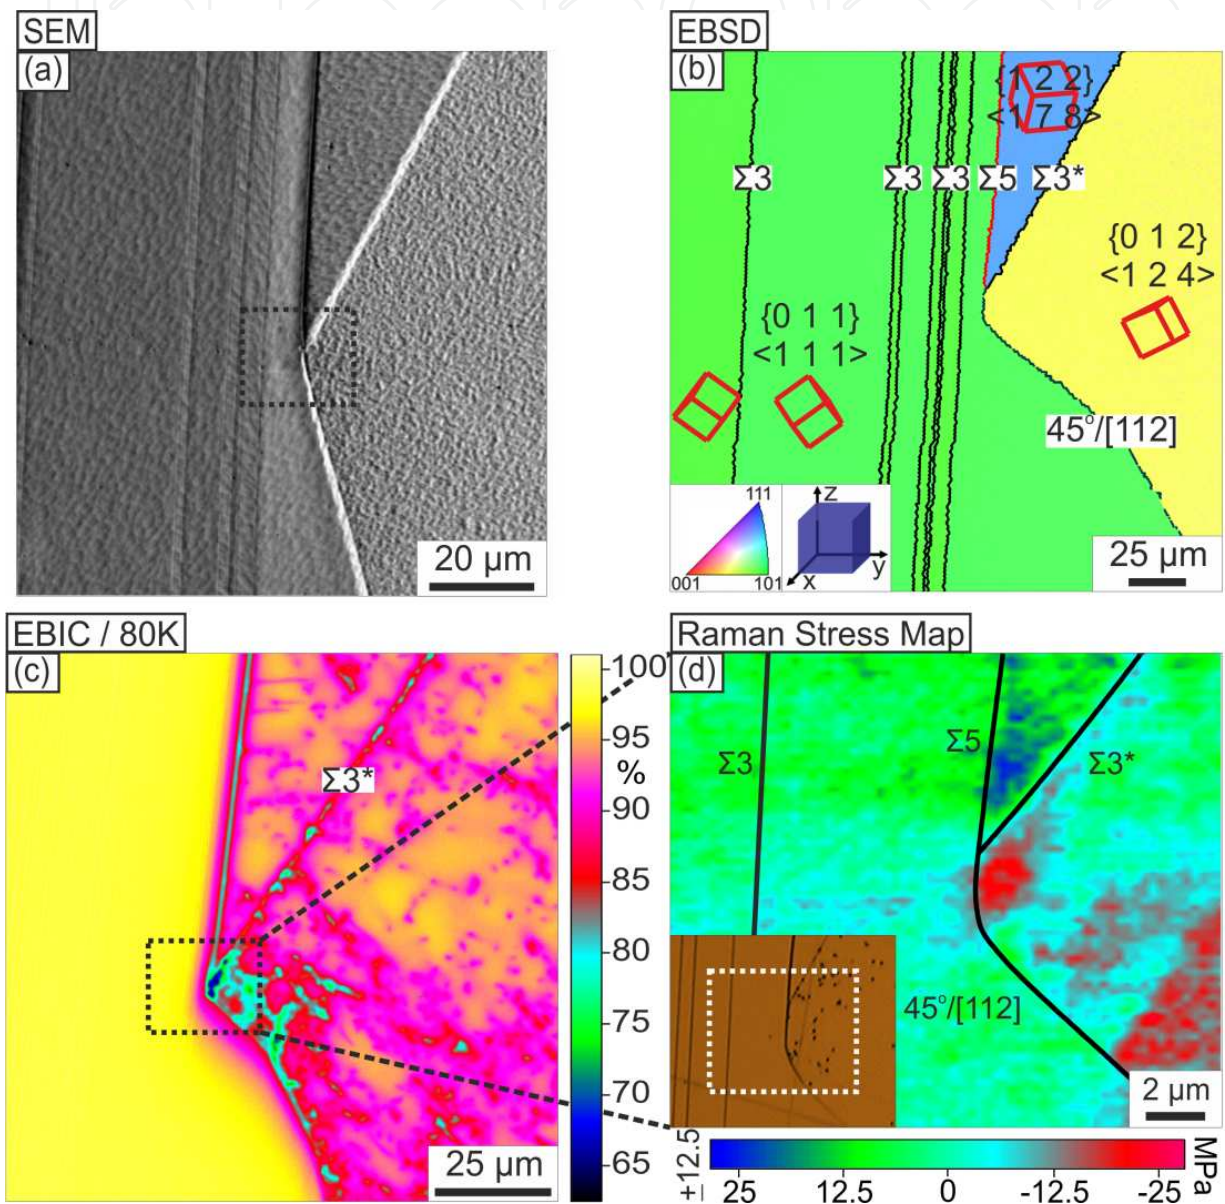 SEM
(a)
20 µm
EBSD
(b)
{1 2 2}
<1 7 8>
Σ3
Σ3
Σ3
Σ5
Σ3*
{0 1 2}
<1 2 4>
{0 1 1}
<1 1 1>
45°/[112]
111
001
101
z
y
x
25 µm
EBIC / 80K
(c)
Σ3*
25 µm
100
95
%
90
85
80
75
70
65
Raman Stress Map
(d)
Σ3
Σ5
Σ3*
45°/[112]
2 µm
±12.5
25
12.5
0
-12.5
-25
MPa